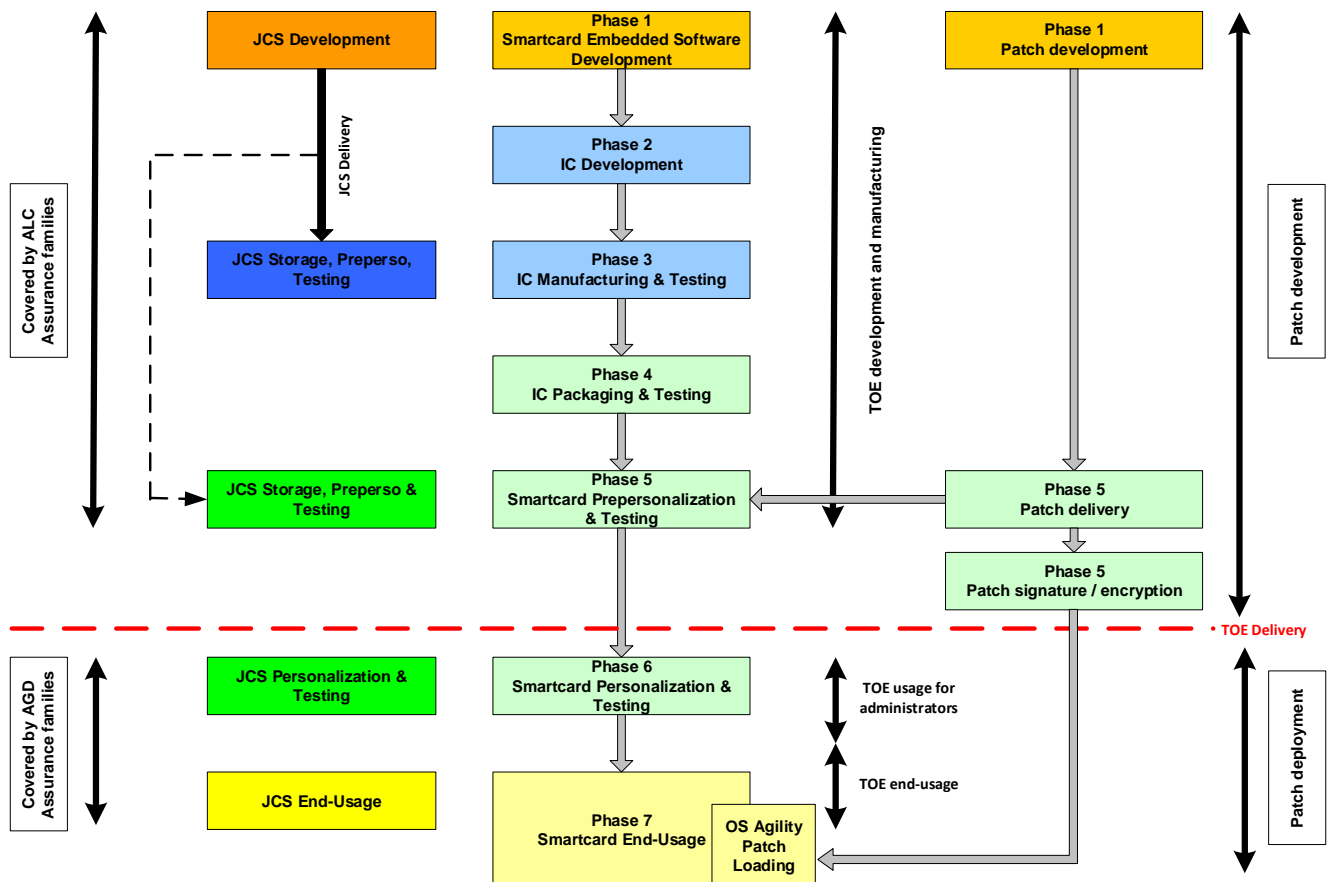 JCS Development
Phase 1
Smartcard Embedded Software
Development
Phase 1
Patch development
JCS Delivery
Phase 2
IC Development
Covered by ALC
Assurance families
JCS Storage, Preperso,
Testing
Phase 3
IC Manufacturing & Testing
TOE development and manufacturing
Patch development
Phase 4
IC Packaging & Testing
JCS Storage, Preperso &
Testing
Phase 5
Smartcard Prepersonalization
& Testing
Phase 5
Patch delivery
Phase 5
Patch signature / encryption
TOE Delivery
Covered by AGD
Assurance families
JCS Personalization &
Testing
Phase 6
Smartcard Personalization &
Testing
TOE usage for
administrators
Patch deployment
JCS End-Usage
Phase 7
Smartcard End-Usage
OS Agility
Patch
Loading
TOE end-usage